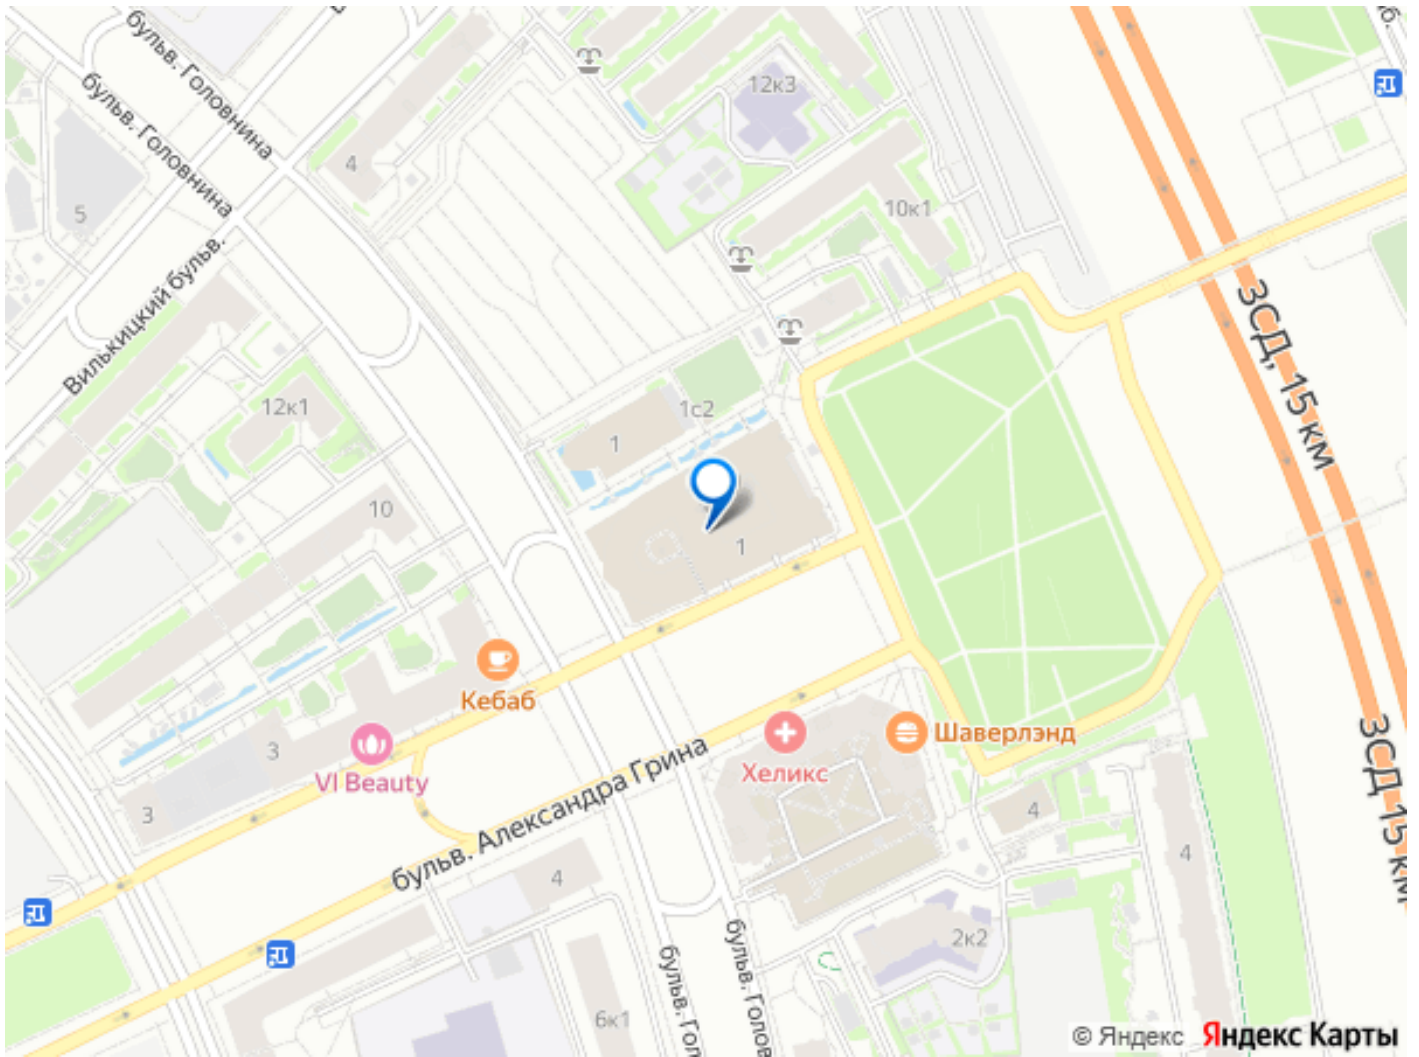 бульв. Головнина
бульв. Головнина
б.
12к3
4
5
10к1
Вилькицкий бульв.
ЗСД, 15 км
12к1
1с2
1
10
1
Кебаб
3
VI Beauty
3
Хеликс
Шаверлэнд
бульв. Александра Грина
ЗСД 15 км
4
4
4
2к2
бульв. Гол
бульв. Голов
6к1
© Яндекс Яндекс Карты